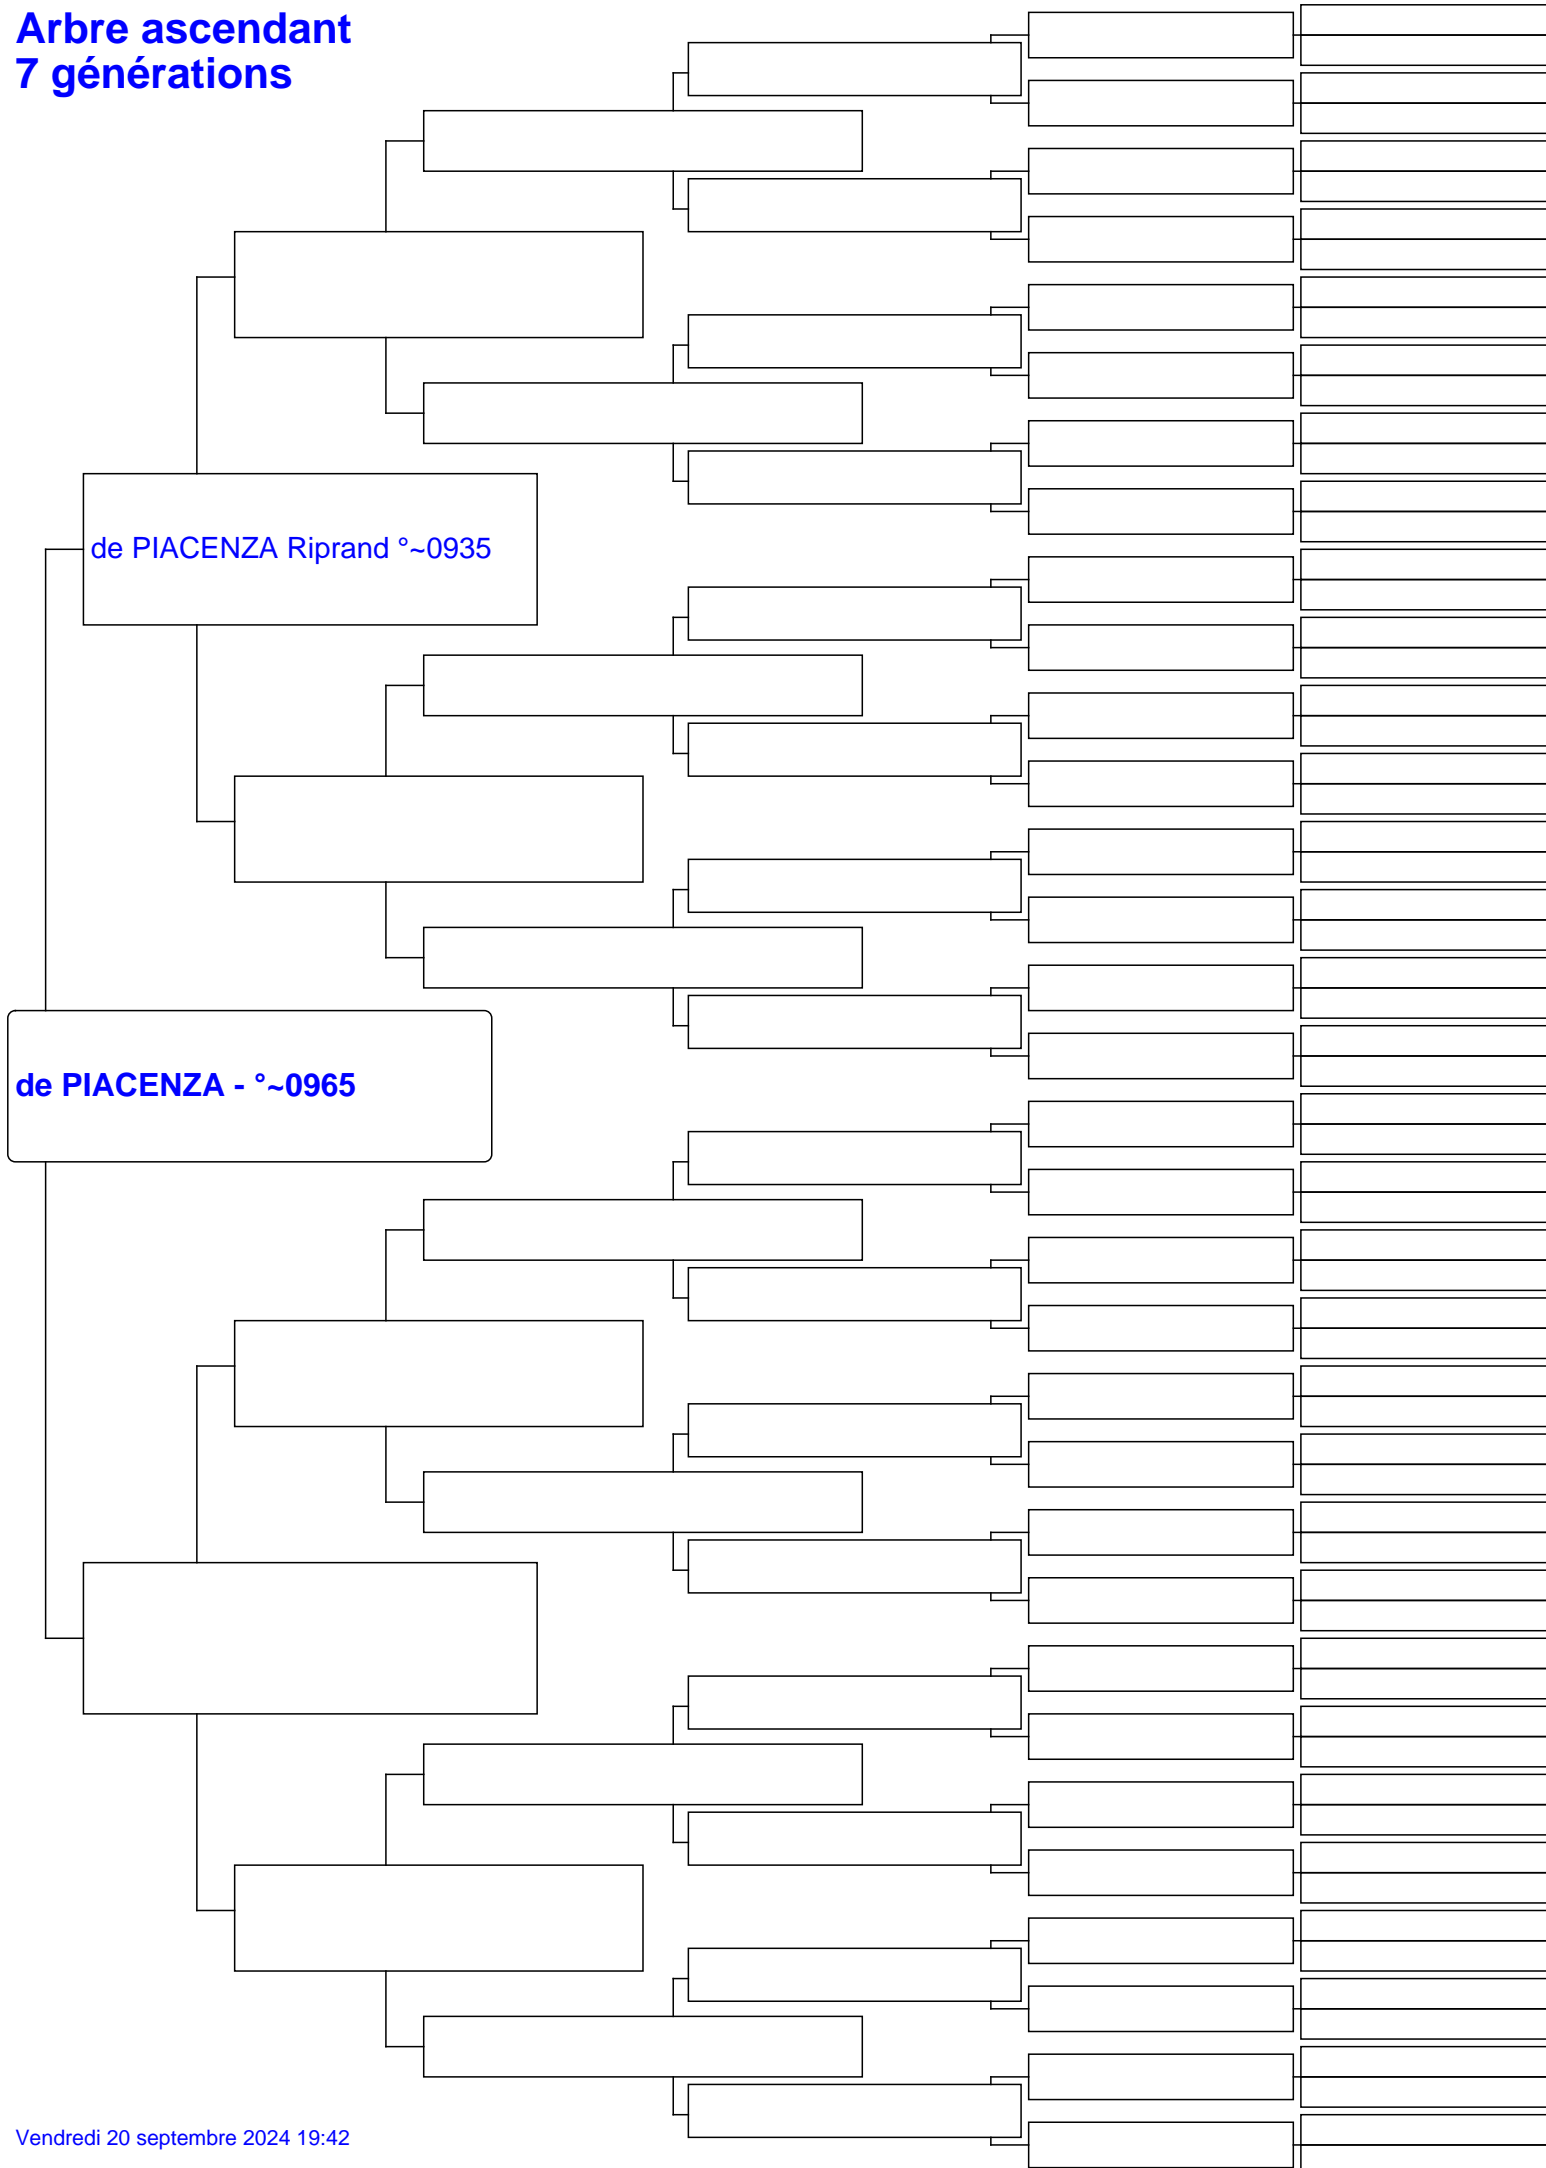 Arbre ascendant
7 générations
de PIACENZA Riprand °~0935
de PIACENZA - °~0965
Vendredi 20 septembre 2024 19:42